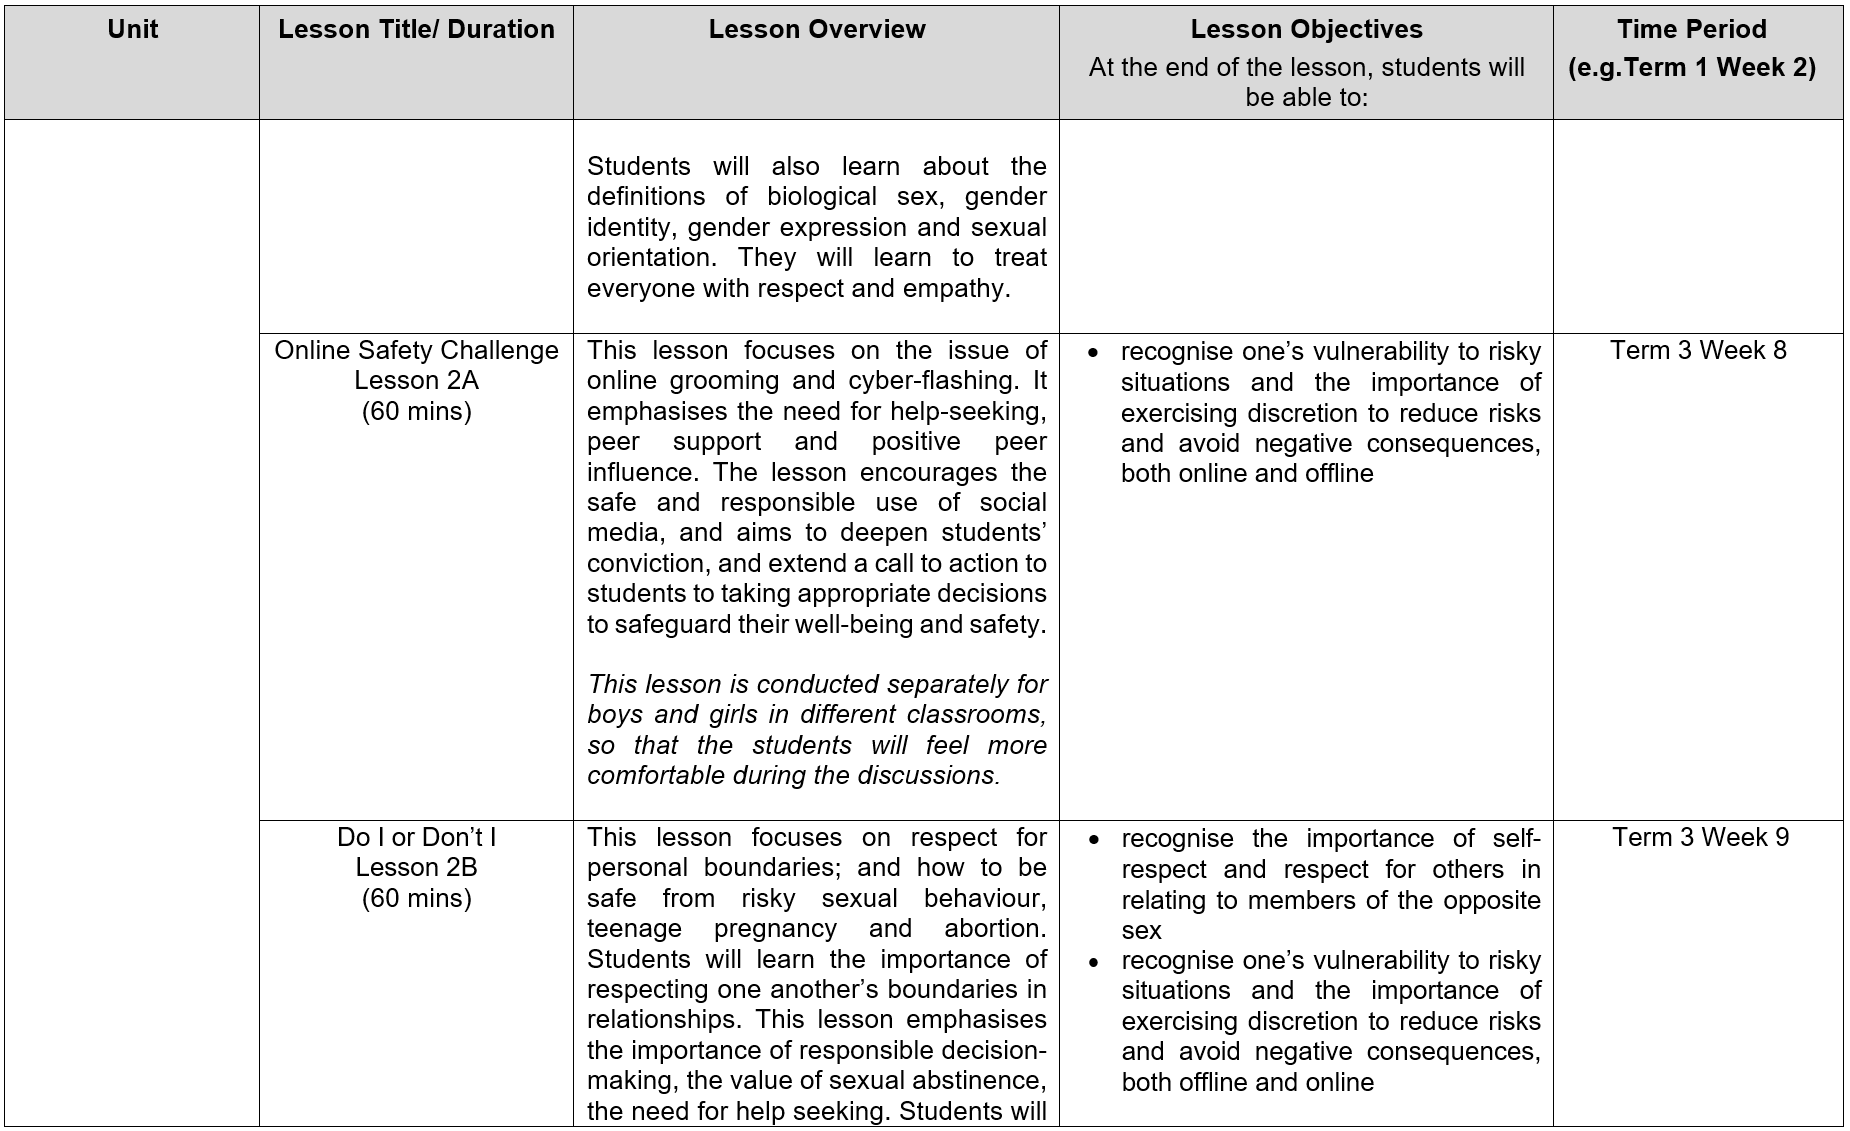 Unit
Lesson Title/ Duration
Lesson Overview
Lesson Objectives
At the end of the lesson, students will
be able to:
Time Period
(e.g.Term 1 Week 2)
Students will also learn about the
definitions of biological sex, gender
identity, gender expression and sexual
orientation. They will learn to treat
everyone with respect and empathy.
Online Safety Challenge
Lesson 2A
(60 mins)
This lesson focuses on the issue of
online grooming and cyber-flashing. It
emphasises the need for help-seeking,
peer support and positive peer
influence. The lesson encourages the
safe and responsible use of social
media, and aims to deepen students’
conviction, and extend a call to action to
students to taking appropriate decisions
to safeguard their well-being and safety.
This lesson is conducted separately for
boys and girls in different classrooms,
so that the students will feel more
comfortable during the discussions.
• recognise one’s vulnerability to risky
situations and the importance of
exercising discretion to reduce risks
and avoid negative consequences,
both online and offline
Term 3 Week 8
Do I or Don’t I
Lesson 2B
(60 mins)
This lesson focuses on respect for
personal boundaries; and how to be
safe from risky sexual behaviour,
teenage pregnancy and abortion.
Students will learn the importance of
respecting one another’s boundaries in
relationships. This lesson emphasises
the importance of responsible decision-
making, the value of sexual abstinence,
the need for help seeking. Students will
• recognise the importance of self-
respect and respect for others in
relating to members of the opposite
sex
• recognise one’s vulnerability to risky
situations and the importance of
exercising discretion to reduce risks
and avoid negative consequences,
both offline and online
Term 3 Week 9